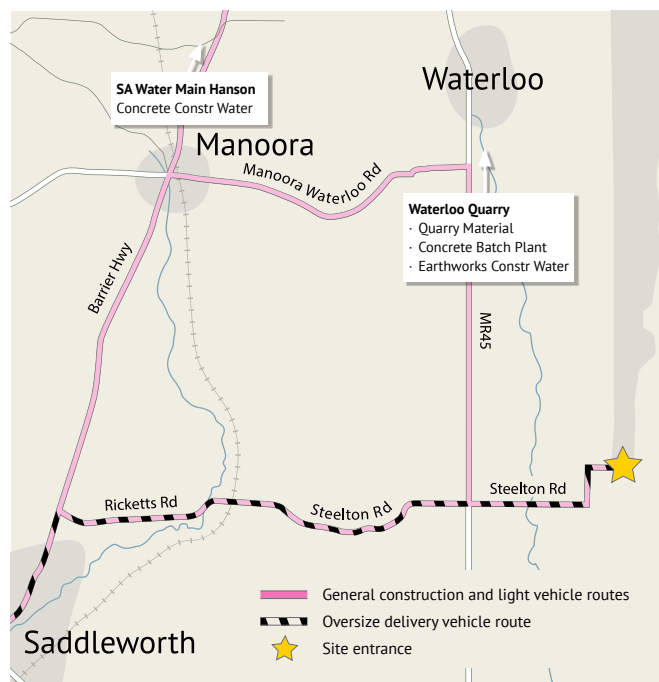 Waterloo
SA Water Main Hanson
Concrete Constr Water
Manoora
Manoora Waterloo Rd
Waterloo Quarry
· Quarry Material
· Concrete Batch Plant
· Earthworks Constr Water
Barrier Hwy
MR45
Ricketts Rd
Steelton Rd
Steelton Rd
General construction and light vehicle routes
Oversize delivery vehicle route
Site entrance
Saddleworth